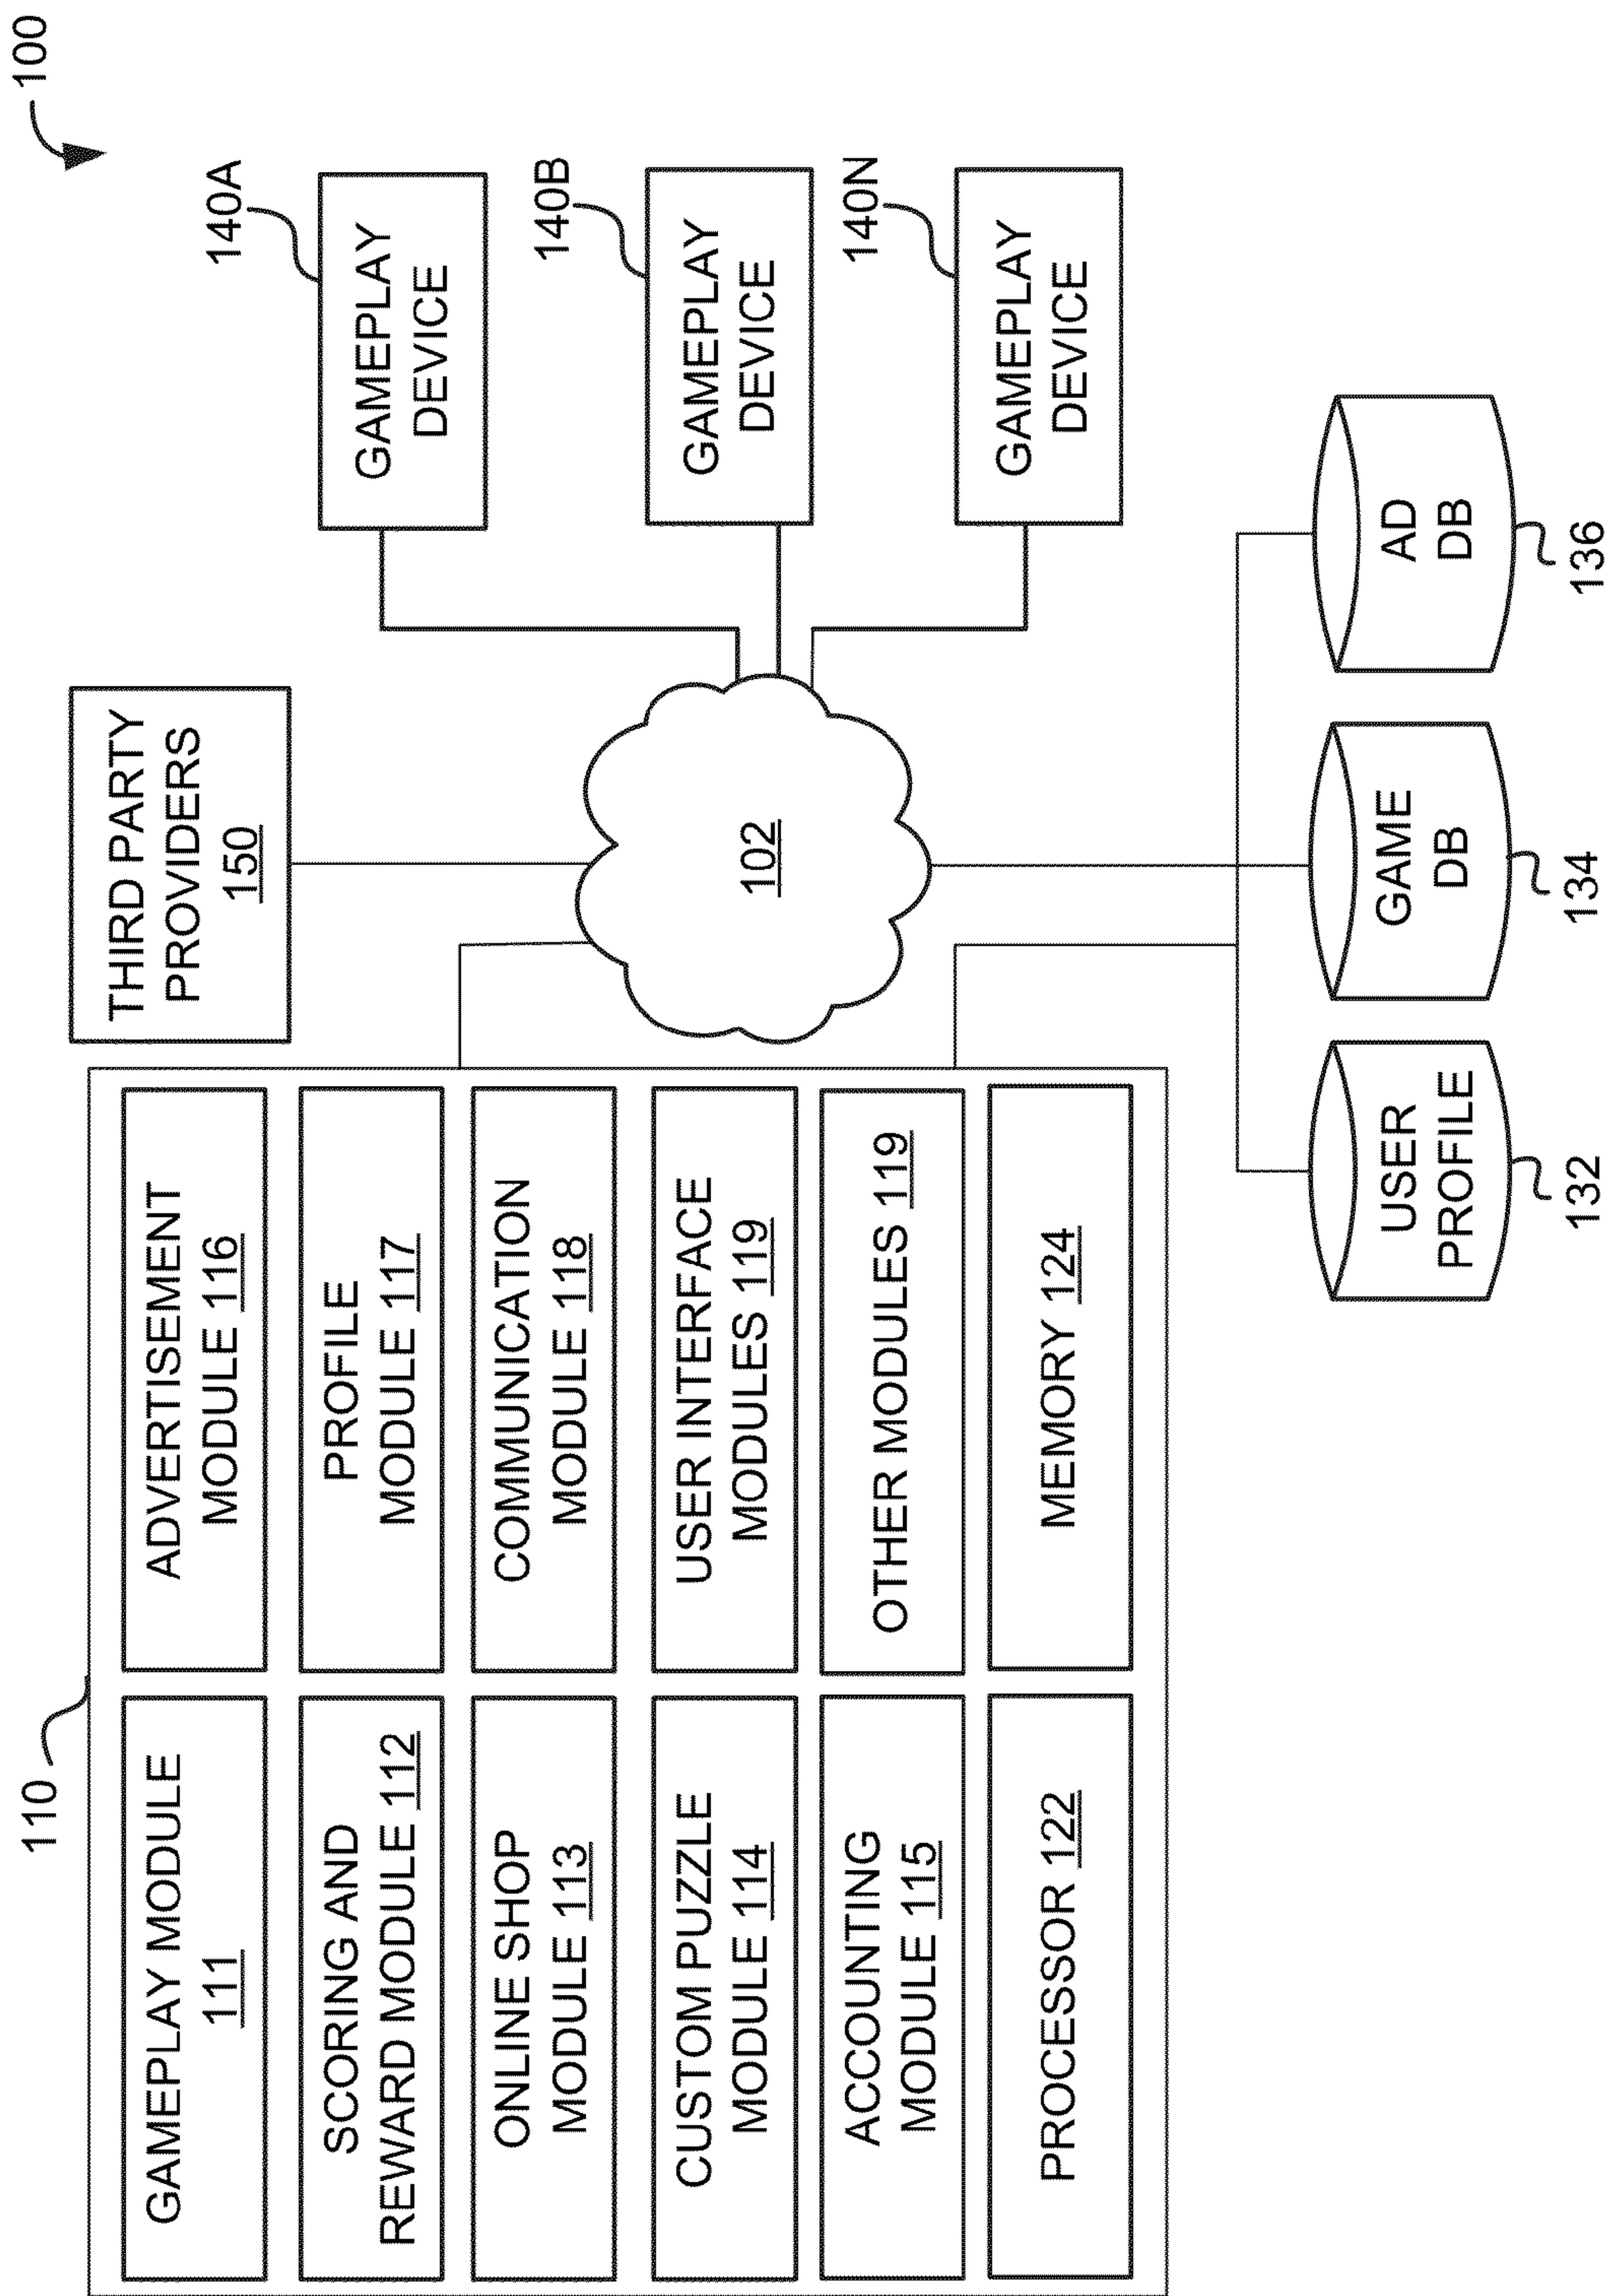 100
110
GAMEPLAY MODULE
111
SCORING AND
REWARD MODULE 112
ONLINE SHOP
MODULE 113
CUSTOM PUZZLE
MODULE 114
ACCOUNTING
MODULE 115
PROCESSOR 122
ADVERTISEMENT
MODULE 116
PROFILE
MODULE 117
COMMUNICATION
MODULE 118
USER INTERFACE
MODULES 119
OTHER MODULES 119
MEMORY 124
THIRD PARTY
PROVIDERS
150
102
140A
GAMEPLAY
DEVICE
140B
GAMEPLAY
DEVICE
140N
GAMEPLAY
DEVICE
USER
PROFILE
132
GAME
DB
134
AD
DB
136